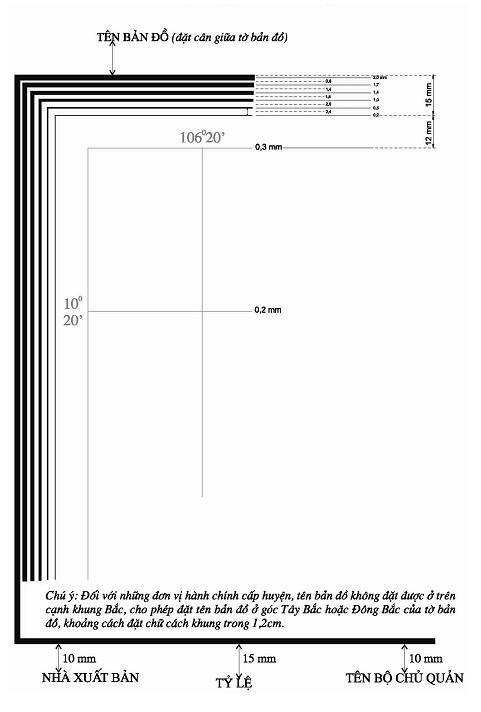 TÊN BẢN ĐỒ (đặt cân giữa tờ bản đồ)
2,0 mm
0,8
1,7
1,4
1,4
1,6
1,0
2,0
0,5
2,4
0,2
15 mm
12 mm
106⁰20’
0,3 mm
10⁰
20’
0,2 mm
Chú ý: Đối với những đơn vị hành chính cấp huyện, tên bản đồ không đặt được ở trên
cạnh khung Bắc, cho phép đặt tên bản đồ ở góc Tây Bắc hoặc Đông Bắc của tờ bản
đồ, khoảng cách đặt chữ cách khung trong 1,2cm.
10 mm 15 mm 10 mm
NHÀ XUẤT BẢN TỶ LỆ TÊN BỘ CHỦ QUẢN